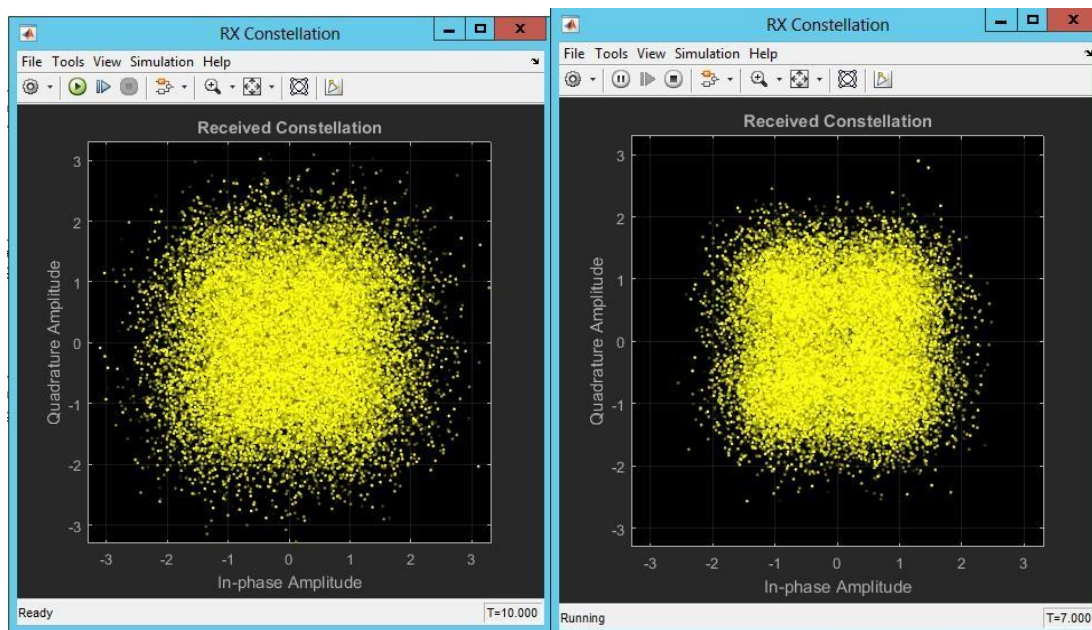 RX Constellation
File Tools View Simulation Help
Received Constellation
3
2
1
0
-1
-2
-3
Quadrature Amplitude
-3 -2 -1 0 1 2 3
In-phase Amplitude
Ready T=10.000
RX Constellation
File Tools View Simulation Help
Received Constellation
3
2
1
0
-1
-2
-3
Quadrature Amplitude
-3 -2 -1 0 1 2 3
In-phase Amplitude
Running T=7.000